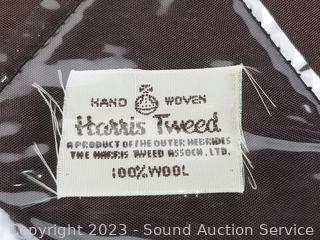 HAND WOVEN
Harris Tweed
A PRODUCT OF THE OUTER HEBRIDES
THE HARRIS TWEED ASSOCN. LTD.
100% WOOL
Copyright © 2023 - Sound Auction Service